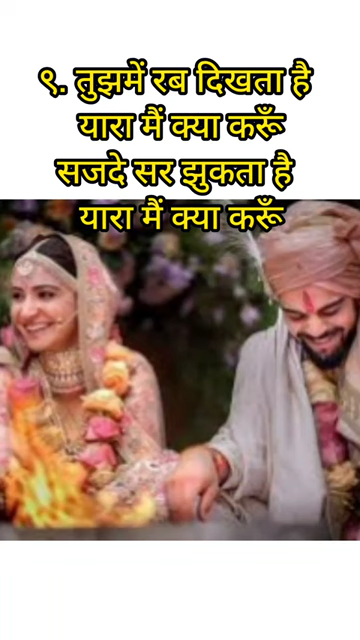 ९. तुझमें रब दिखता है
यारा मैं क्या करूँ
सजदे सर झुकता है
यारा मैं क्या करूँ